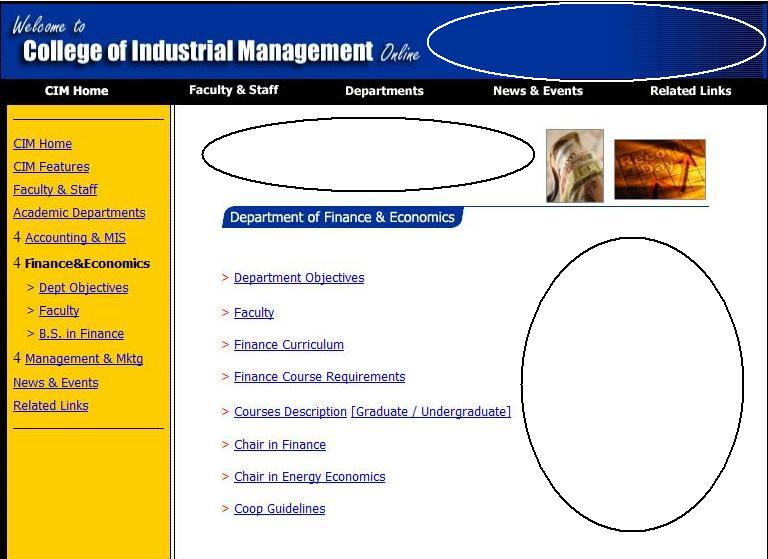 Welcome to
College of Industrial Management Online
CIM Home Faculty & Staff Departments News & Events Related Links
CIM Home
CIM Features
Faculty & Staff
Academic Departments
4 Accounting & MIS
4 Finance&Economics
> Dept Objectives
> Faculty
> B.S. in Finance
4 Management & Mktg
News & Events
Related Links
Record
Day
Department of Finance & Economics
> Department Objectives
> Faculty
> Finance Curriculum
> Finance Course Requirements
> Courses Description [Graduate / Undergraduate]
> Chair in Finance
> Chair in Energy Economics
> Coop Guidelines